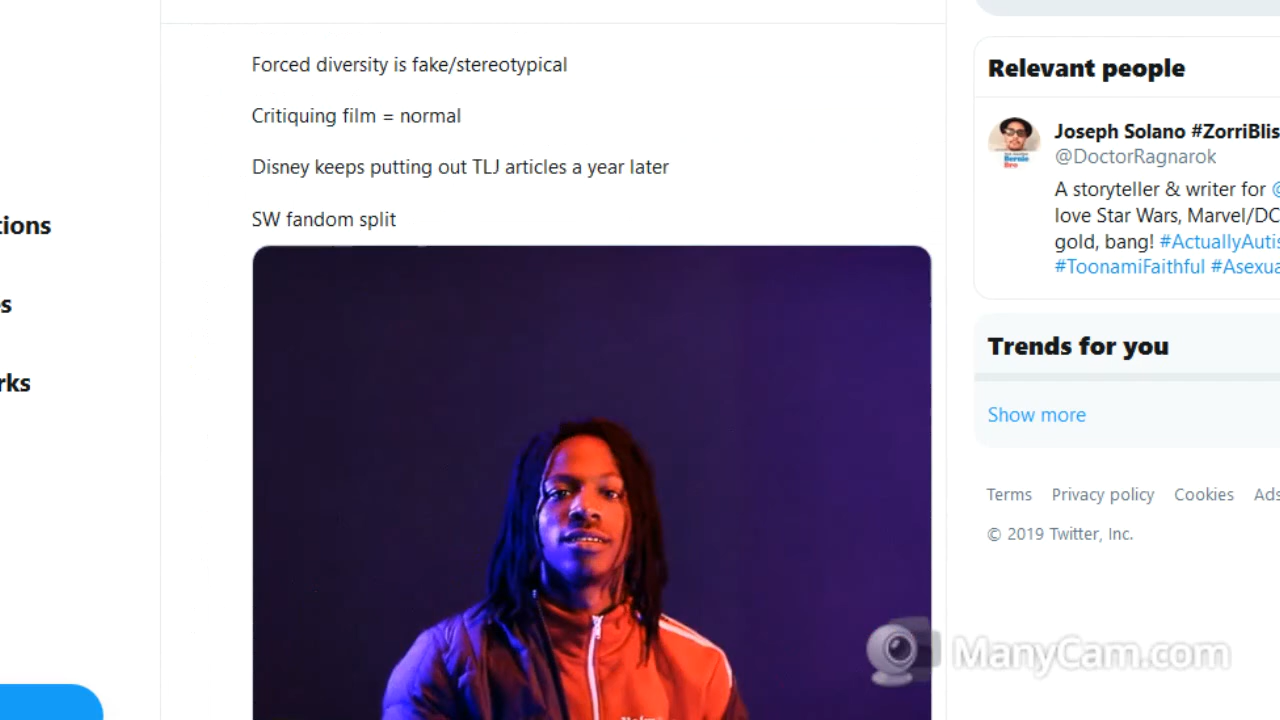 Forced diversity is fake/stereotypical
Critiquing film = normal
Disney keeps putting out TLJ articles a year later
SW fandom split
tions
s
rks
Relevant people
Joseph Solano #ZorriBlis
@DoctorRagnarok
A storyteller & writer for @
love Star Wars, Marvel/DC
gold, bang! #ActuallyAutis
#ToonamiFaithful #Asexua
Trends for you
Show more
Terms Privacy policy Cookies Ads
© 2019 Twitter, Inc.
ManyCam.com